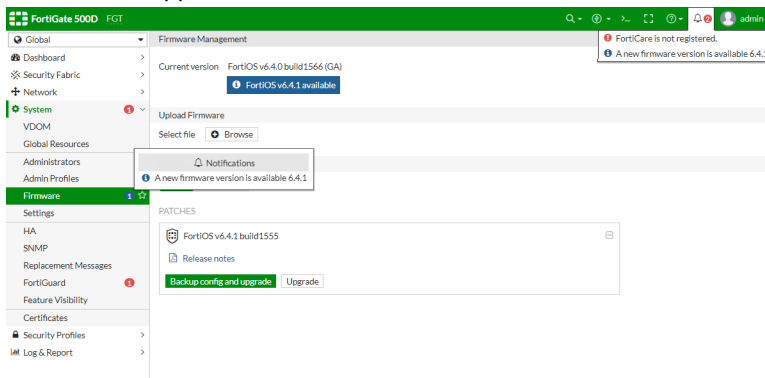 FortiGate 500D FGT
admin
Global
Dashboard
Security Fabric
Network
System 1
VDOM
Global Resources
Administrators
Admin Profiles
Firmware 1
Settings
HA
SNMP
Replacement Messages
FortiGuard 1
Feature Visibility
Certificates
Security Profiles
Log & Report
Firmware Management
Current version FortiOS v6.4.0 build1566 (GA)
FortiOS v6.4.1 available
Upload Firmware
Select file Browse
Notifications
A new firmware version is available 6.4.1
PATCHES
FortiOS v6.4.1 build1555
Release notes
Backup config and upgrade Upgrade
2
FortiCare is not registered.
A new firmware version is available 6.4.1